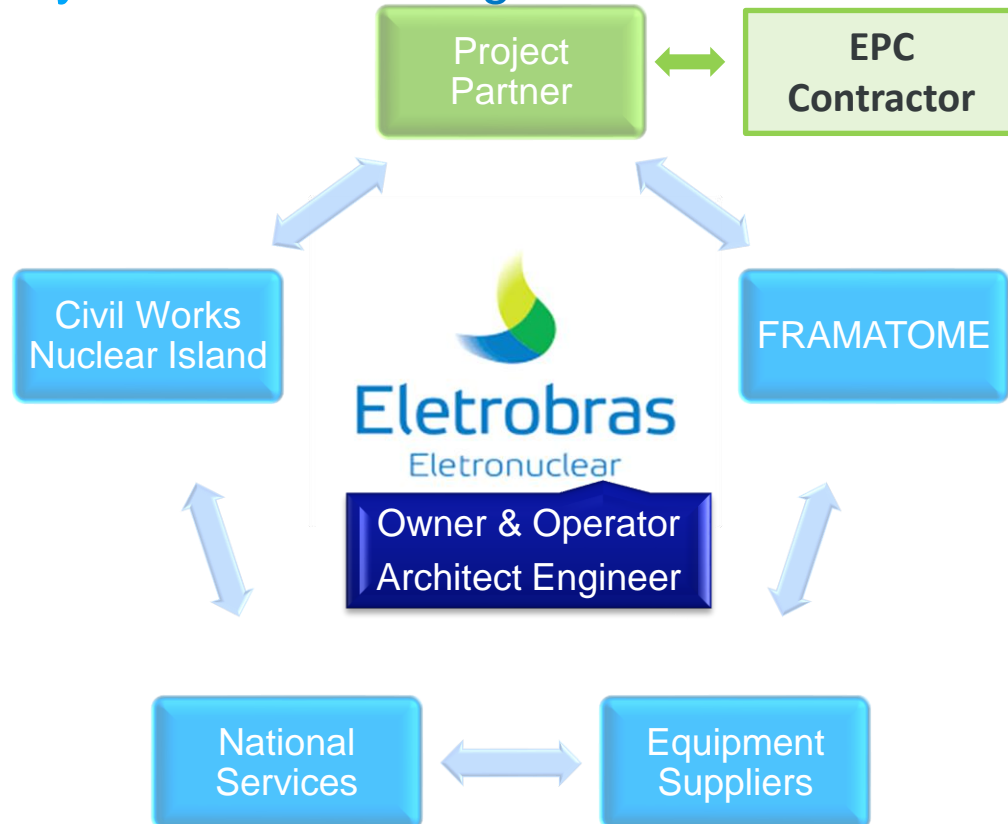 Project
Partner
EPC
Contractor
Civil Works
Nuclear Island
FRAMATOME
Eletrobras
Eletronuclear
Owner & Operator
Architect Engineer
National
Services
Equipment
Suppliers